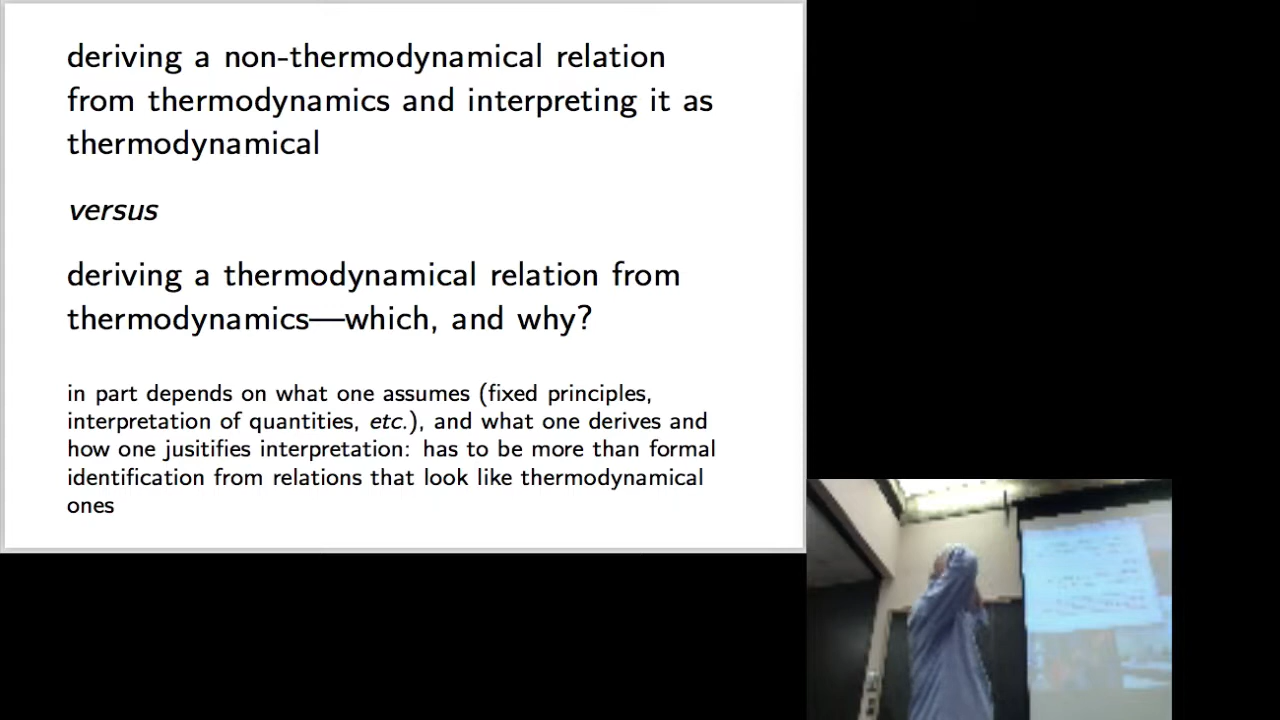 deriving a non-thermodynamical relation
from thermodynamics and interpreting it as
thermodynamical
versus
deriving a thermodynamical relation from
thermodynamics—which, and why?
in part depends on what one assumes (fixed principles,
interpretation of quantities, etc.), and what one derives and
how one jusitifies interpretation: has to be more than formal
identification from relations that look like thermodynamical
ones